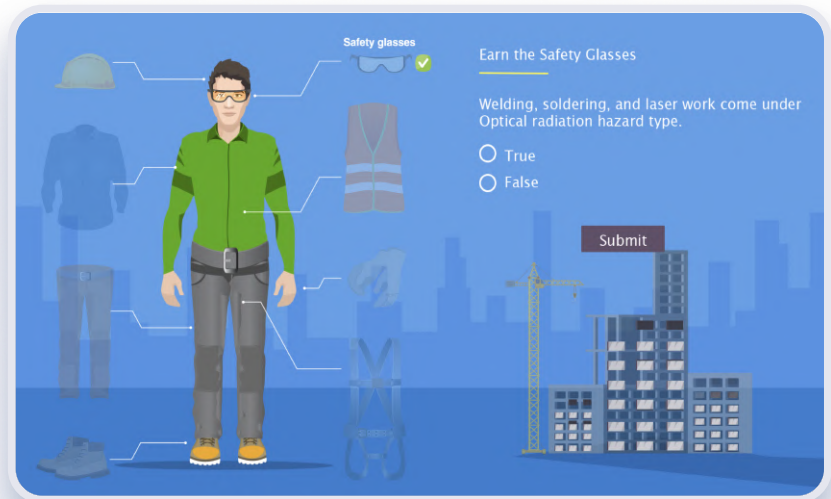 Safety glasses
Earn the Safety Glasses
Welding, soldering, and laser work come under
Optical radiation hazard type.
True
False
Submit